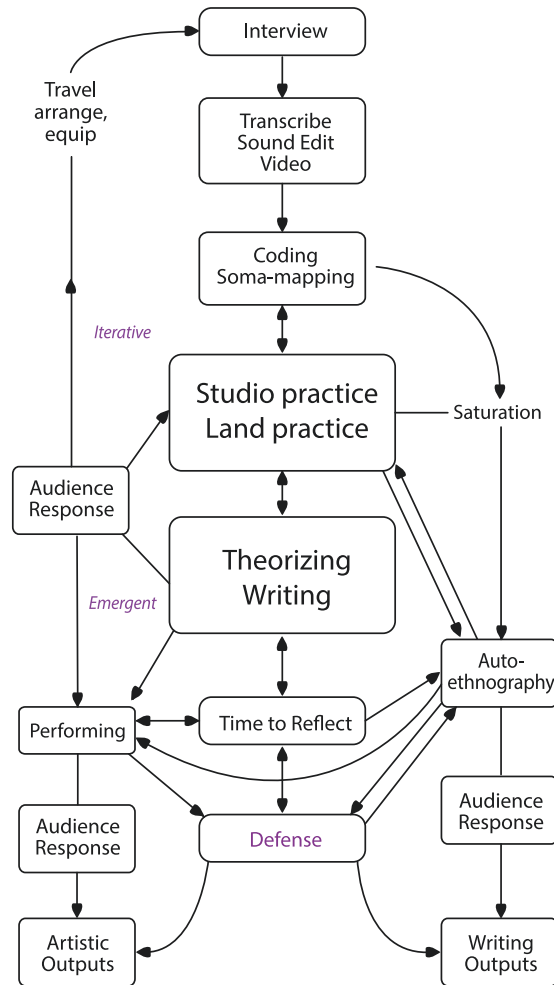 Interview
Travel
arrange,
equip
Transcribe
Sound Edit
Video
Coding
Soma-mapping
Iterative
Studio practice
Land practice
Saturation
Audience
Response
Theorizing
Writing
Emergent
Auto-
ethnography
Performing
Time to Reflect
Audience
Response
Defense
Audience
Response
Artistic
Outputs
Writing
Outputs